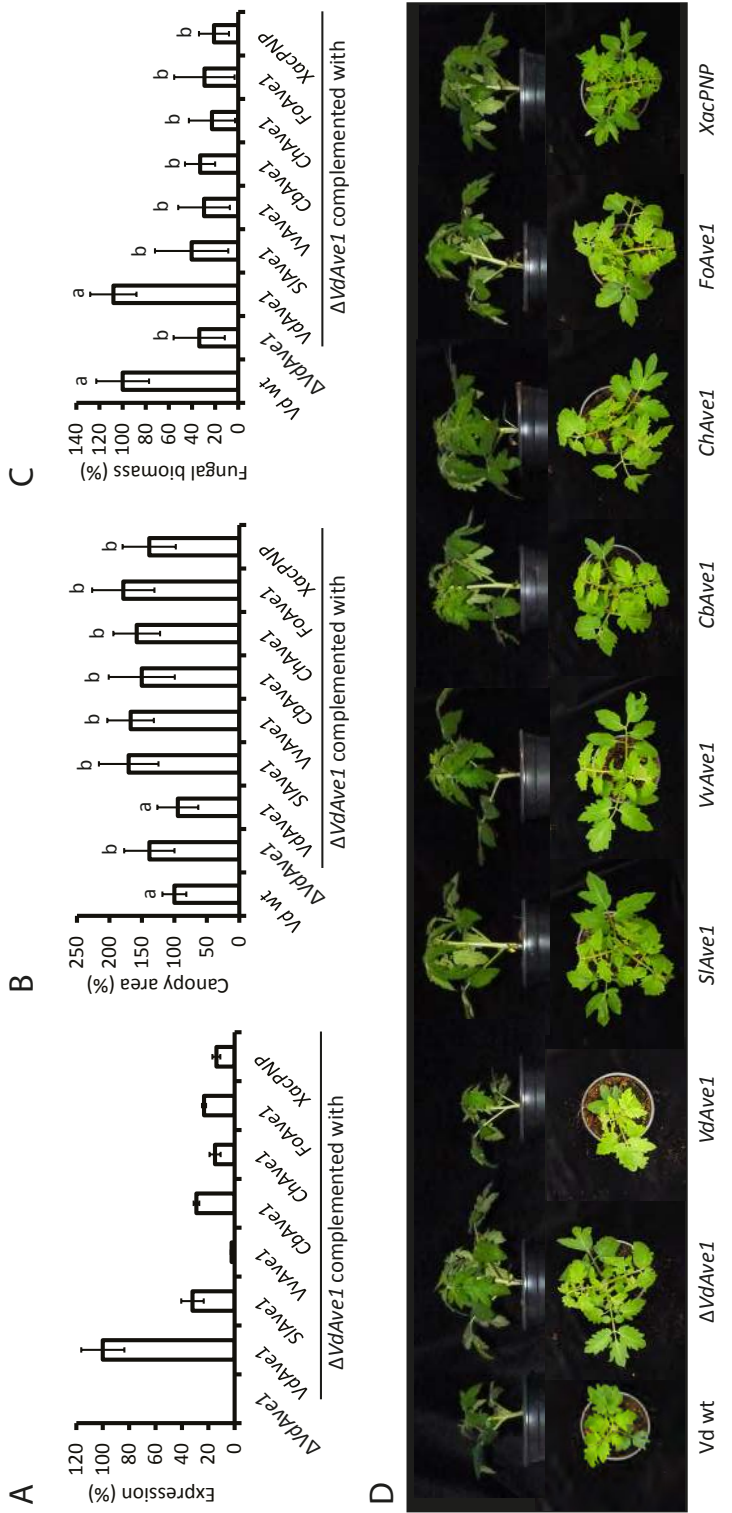 A
Expression (%)
120
100
80
60
40
20
0
ΔVdAve1
VdAve1
SlAve1
VvAve1
CbAve1
ChAve1
FoAve1
XacPNP
ΔVdAve1 complemented with
B
Canopy area (%)
250
200
150
100
50
0
a
b
a
b
b
b
b
b
b
Vd wt
ΔVdAve1
VdAve1
SlAve1
VvAve1
CbAve1
ChAve1
FoAve1
XacPNP
ΔVdAve1 complemented with
C
Fungal biomass (%)
140
120
100
80
60
40
20
0
a
b
a
b
b
b
b
b
b
Vd wt
ΔVdAve1
VdAve1
SlAve1
VvAve1
CbAve1
ChAve1
FoAve1
XacPNP
ΔVdAve1 complemented with
D
Vd wt
ΔVdAve1
VdAve1
SlAve1
VvAve1
CbAve1
ChAve1
FoAve1
XacPNP